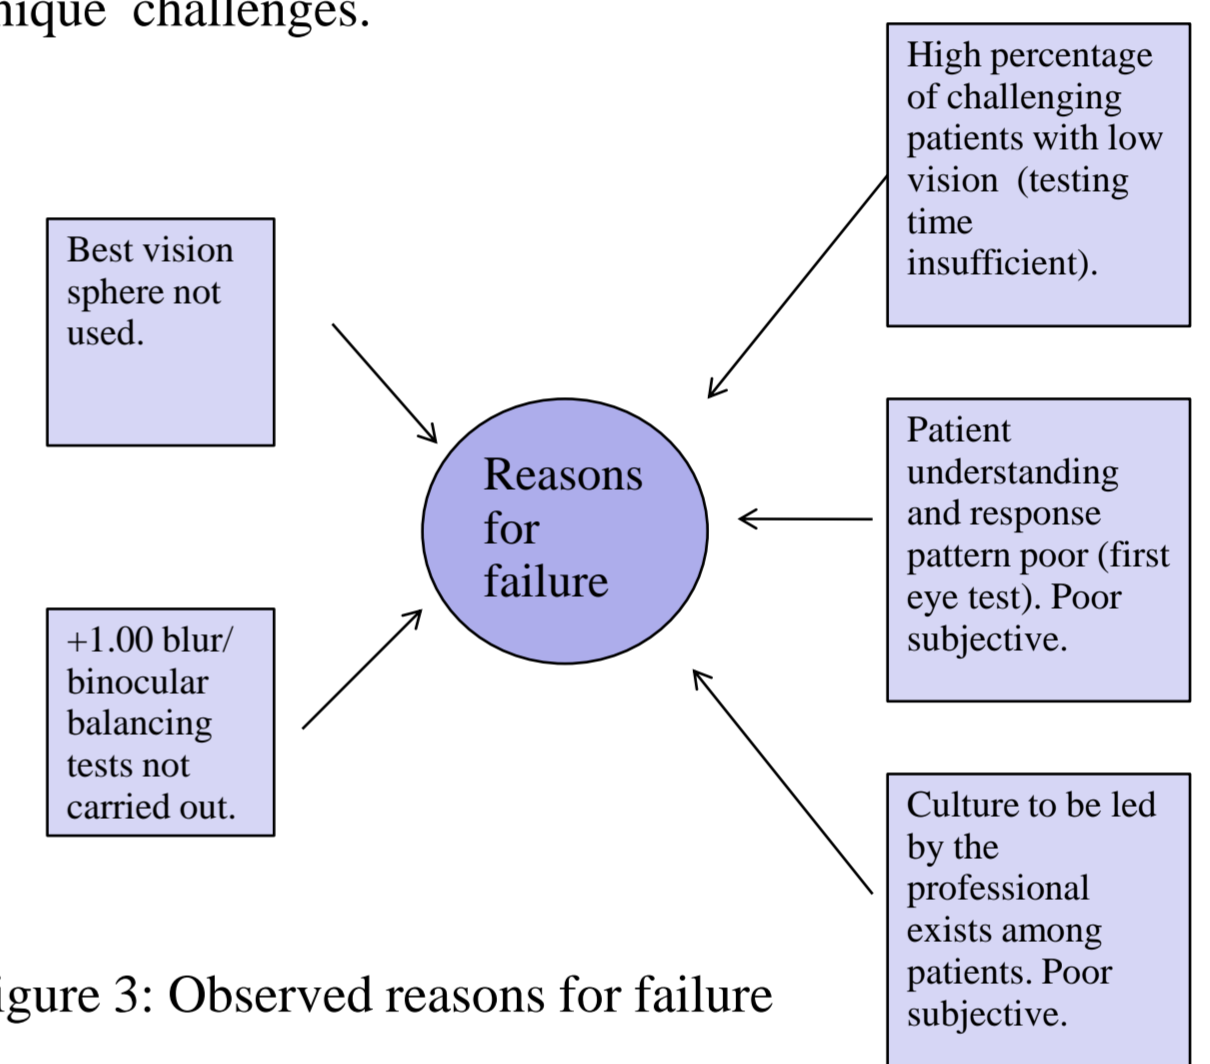 nique challenges.
High percentage
of challenging
patients with low
vision (testing
time
insufficient).
Best vision
sphere not
used.
Patient
understanding
and response
pattern poor (first
eye test). Poor
subjective.
Reasons
for
failure
+1.00 blur/
binocular
balancing
tests not
carried out.
Culture to be led
by the
professional
exists among
patients. Poor
subjective.
igure 3: Observed reasons for failure